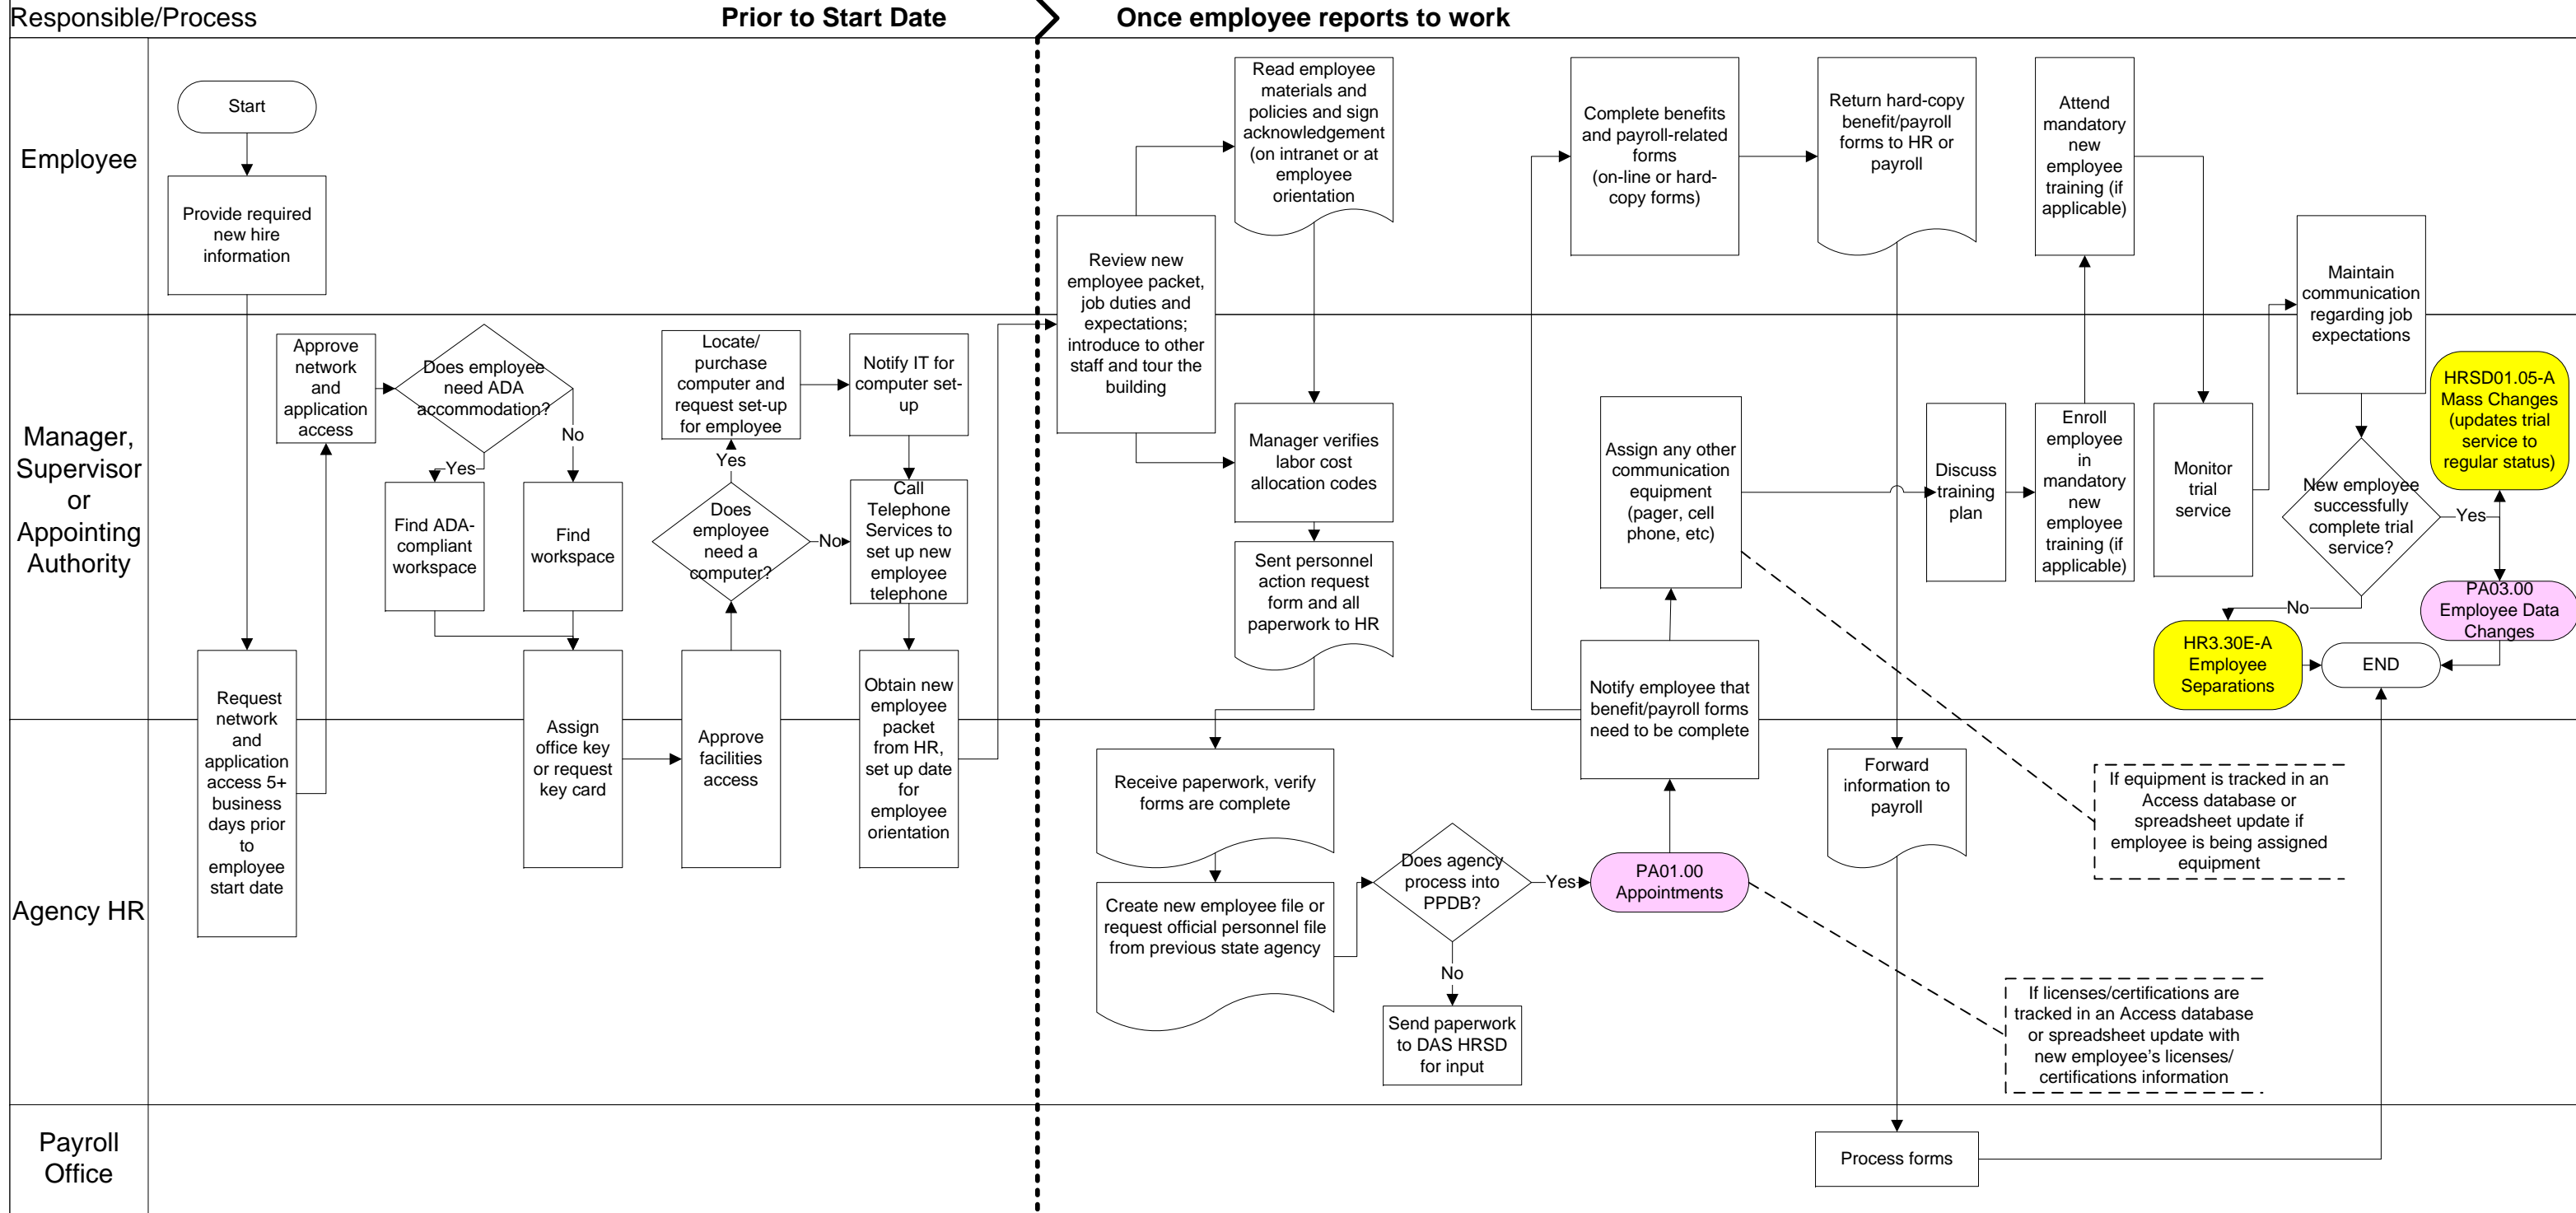 Responsible/Process
Prior to Start Date
Once employee reports to work
Employee
Start
Provide required
new hire
information
Read employee
materials and
policies and sign
acknowledgement
(on intranet or at
employee
orientation
Complete benefits
and payroll-related
forms
(on-line or hard-
copy forms)
Return hard-copy
benefit/payroll
forms to HR or
payroll
Attend
mandatory
new
employee
training (if
applicable)
Review new
employee packet,
job duties and
expectations;
introduce to other
staff and tour the
building
Maintain
communication
regarding job
expectations
Manager,
Supervisor
or
Appointing
Authority
Approve
network
and
application
access
Does employee
need ADA
accommodation?
Yes
No
Find ADA-
compliant
workspace
Find
workspace
Locate/
purchase
computer and
request set-up
for employee
Yes
Does
employee
need a
computer?
No
Notify IT for
computer set-
up
Call
Telephone
Services to
set up new
employee
telephone
Manager verifies
labor cost
allocation codes
Sent personnel
action request
form and all
paperwork to HR
Assign any other
communication
equipment
(pager, cell
phone, etc)
Discuss
training
plan
Enroll
employee
in
mandatory
new
employee
training (if
applicable)
Monitor
trial
service
New employee
successfully
complete trial
service?
Yes
No
HRSD01.05-A
Mass Changes
(updates trial
service to
regular status)
PA03.00
Employee Data
Changes
HR3.30E-A
Employee
Separations
END
Request
network
and
application
access 5+
business
days prior
to
employee
start date
Assign
office key
or request
key card
Approve
facilities
access
Obtain new
employee
packet
from HR,
set up date
for
employee
orientation
Notify employee that
benefit/payroll forms
need to be complete
Agency HR
Receive paperwork, verify
forms are complete
Create new employee file or
request official personnel file
from previous state agency
Does agency
process into
PPDB?
Yes
No
Send paperwork
to DAS HRSD
for input
PA01.00
Appointments
Forward
information to
payroll
If equipment is tracked in an
Access database or
spreadsheet update if
employee is being assigned
equipment
If licenses/certifications are
tracked in an Access database
or spreadsheet update with
new employee's licenses/
certifications information
Payroll
Office
Process forms